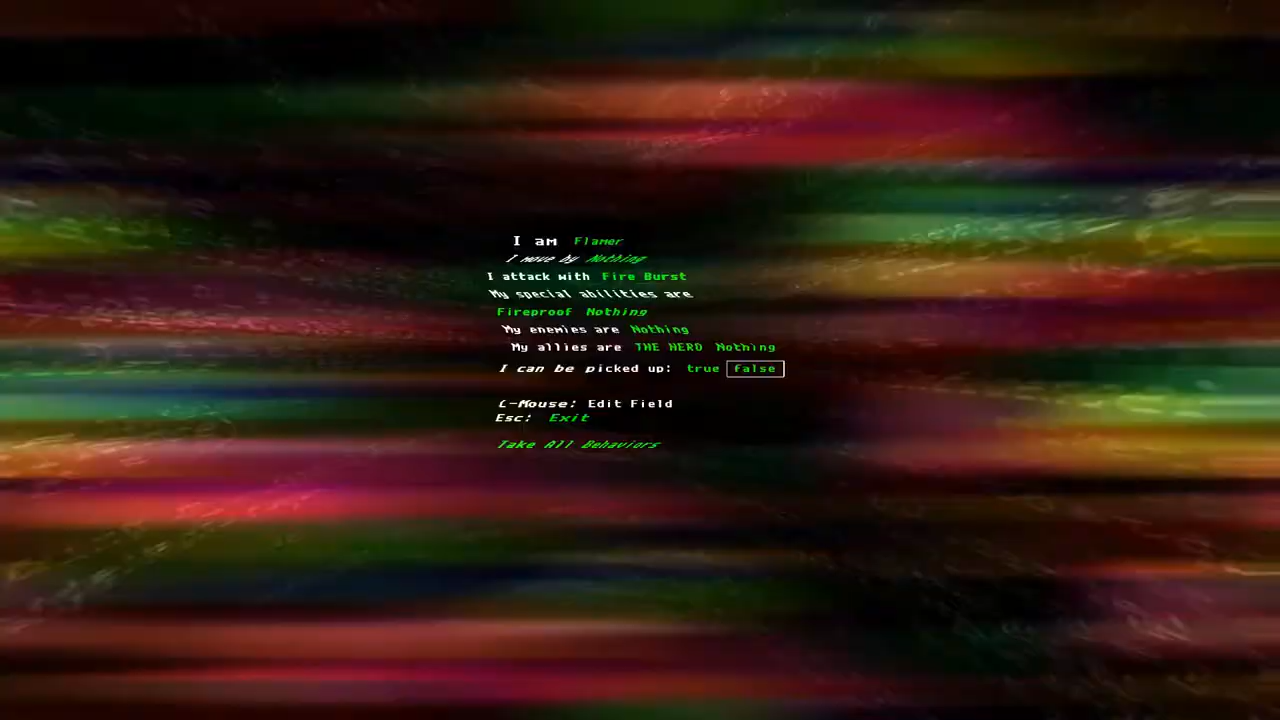 I am Flamer
I move by Nothing
I attack with Fire Burst
My special abilities are
Fireproof Nothing
My enemies are Nothing
My allies are THE HERO Nothing
I can be picked up: true false
L-Mouse: Edit Field
Esc: Exit
Take All Behaviors